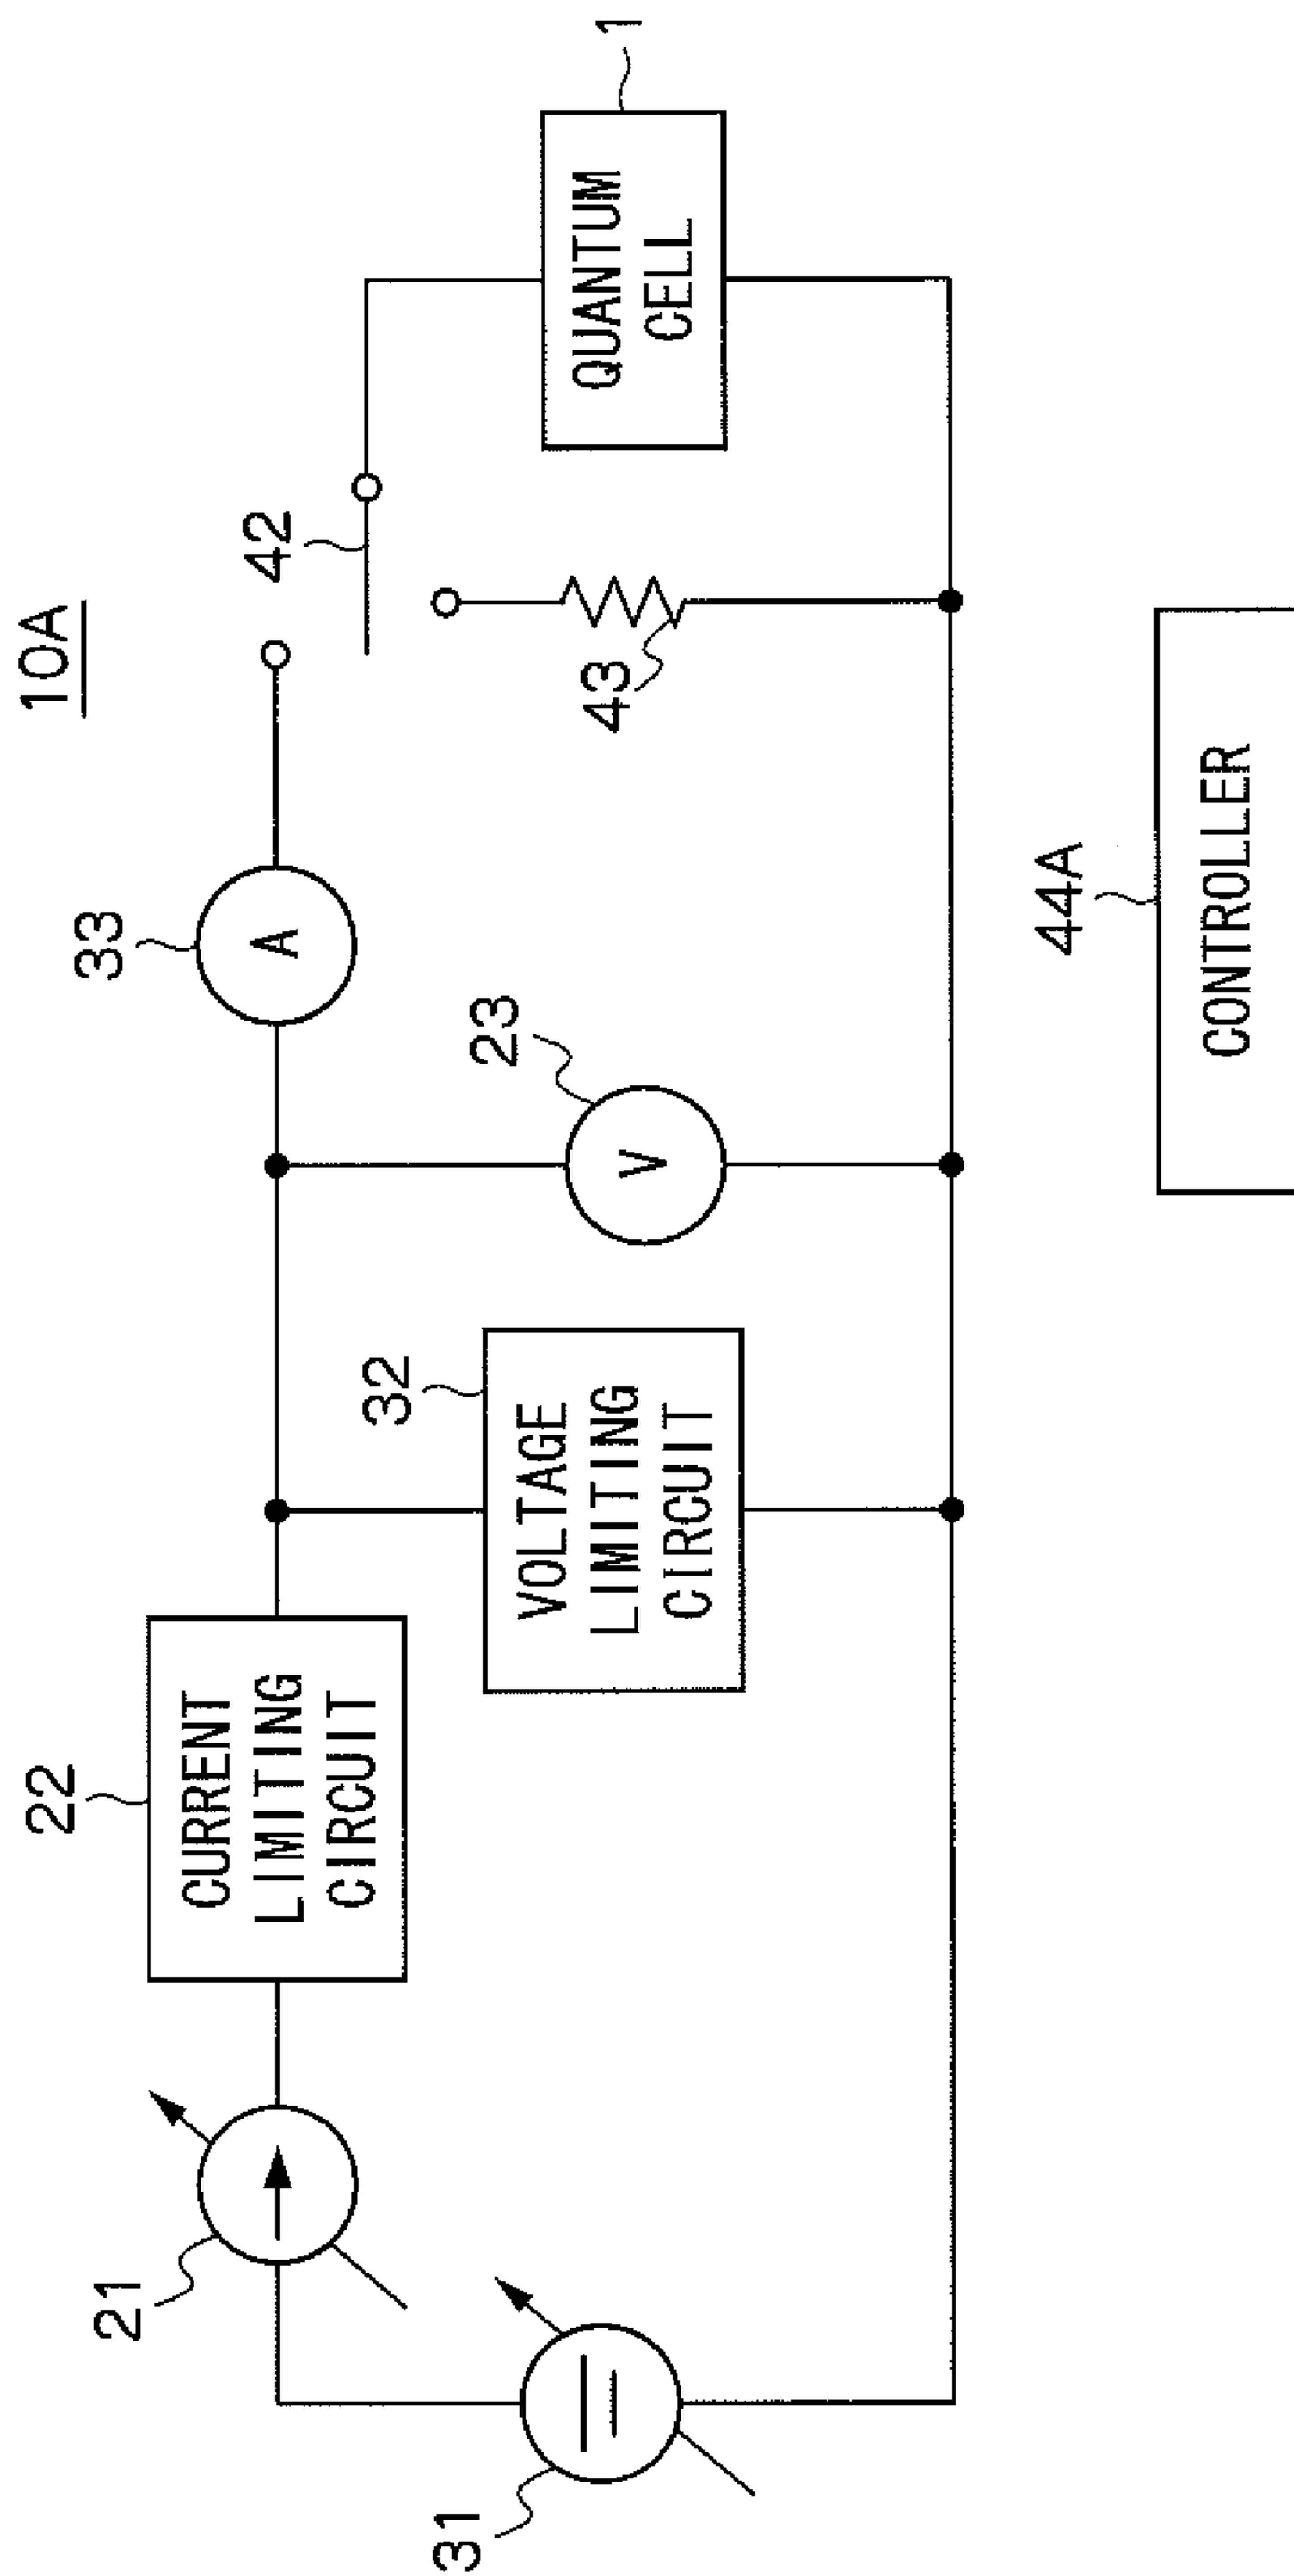 10A
33
A
42
1
22
CURRENT
LIMITING
CIRCUIT
21
32
VOLTAGE
LIMITING
CIRCUIT
23
V
43
QUANTUM
CELL
31
44A
CONTROLLER